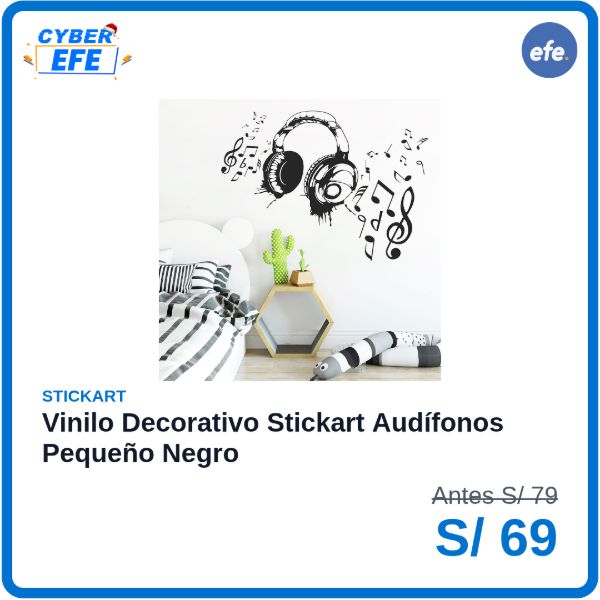 CYBER
EFE
efe.
STICKART
Vinilo Decorativo Stickart Audífonos
Pequeño Negro
Antes S/ 79
S/ 69